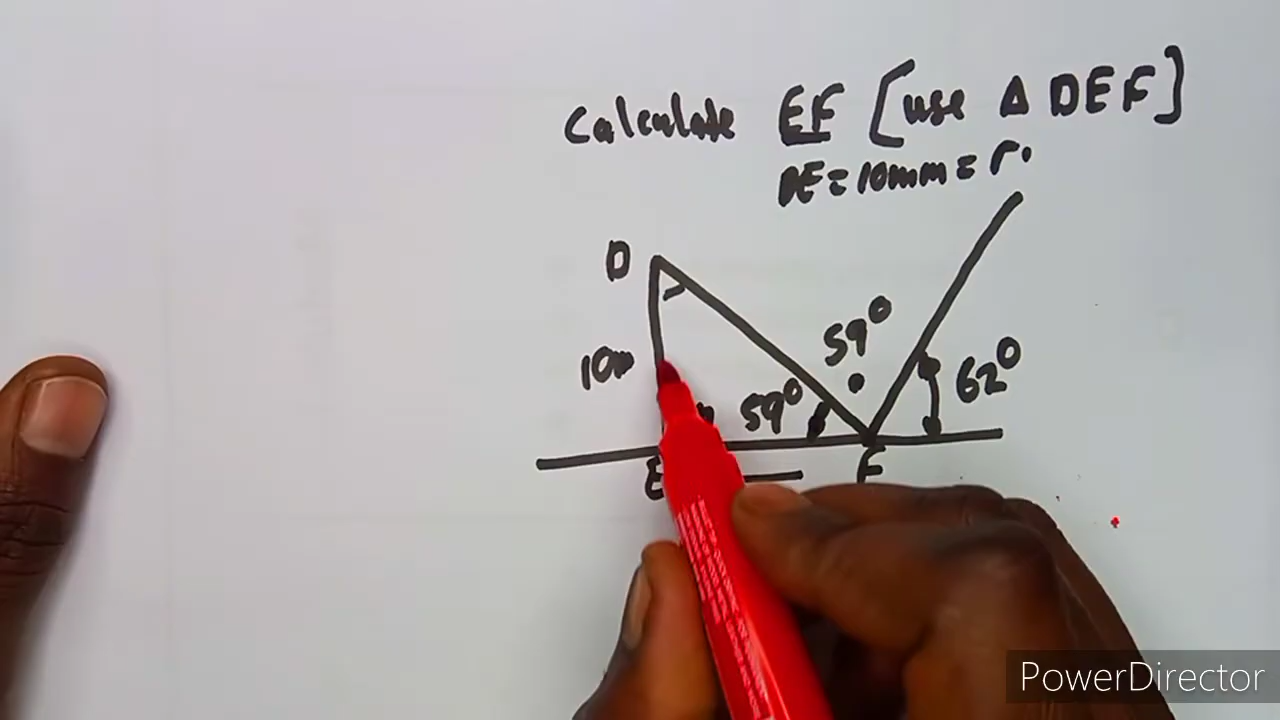 Calculate EF [use Δ DEF]
DE = 10mm = r.
D
59°
10m
59°
62°
E
F
PowerDirector